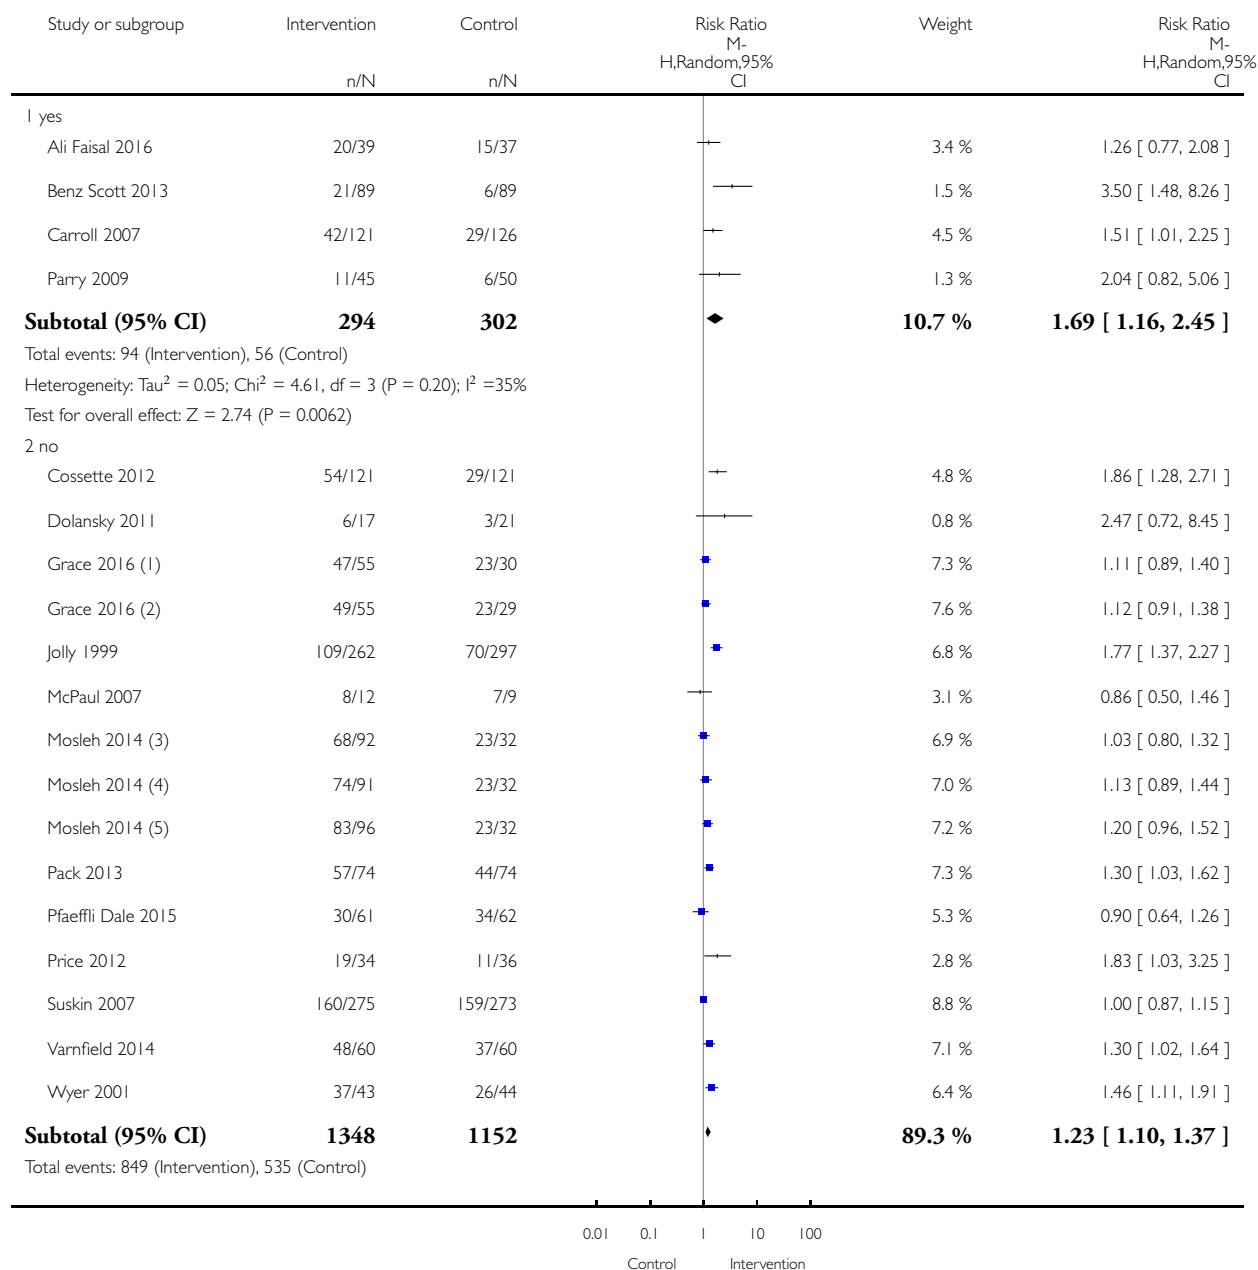 Study or subgroup Intervention Control Risk Ratio Weight Risk Ratio
M- M-
H,Random,95% H,Random,95%
n/N n/N CI CI
1 yes
Ali Faisal 2016 20/39 15/37 3.4 % 1.26 [ 0.77, 2.08 ]
Benz Scott 2013 21/89 6/89 1.5 % 3.50 [ 1.48, 8.26 ]
Carroll 2007 42/121 29/126 4.5 % 1.51 [ 1.01, 2.25 ]
Parry 2009 11/45 6/50 1.3 % 2.04 [ 0.82, 5.06 ]
Subtotal (95% CI) 294 302 10.7 % 1.69 [ 1.16, 2.45 ]
Total events: 94 (Intervention), 56 (Control)
Heterogeneity: Tau² = 0.05; Chi² = 4.61, df = 3 (P = 0.20); I² =35%
Test for overall effect: Z = 2.74 (P = 0.0062)
2 no
Cossette 2012 54/121 29/121 4.8 % 1.86 [ 1.28, 2.71 ]
Dolansky 2011 6/17 3/21 0.8 % 2.47 [ 0.72, 8.45 ]
Grace 2016 (1) 47/55 23/30 7.3 % 1.11 [ 0.89, 1.40 ]
Grace 2016 (2) 49/55 23/29 7.6 % 1.12 [ 0.91, 1.38 ]
Jolly 1999 109/262 70/297 6.8 % 1.77 [ 1.37, 2.27 ]
McPaul 2007 8/12 7/9 3.1 % 0.86 [ 0.50, 1.46 ]
Mosleh 2014 (3) 68/92 23/32 6.9 % 1.03 [ 0.80, 1.32 ]
Mosleh 2014 (4) 74/91 23/32 7.0 % 1.13 [ 0.89, 1.44 ]
Mosleh 2014 (5) 83/96 23/32 7.2 % 1.20 [ 0.96, 1.52 ]
Pack 2013 57/74 44/74 7.3 % 1.30 [ 1.03, 1.62 ]
Pfaeffli Dale 2015 30/61 34/62 5.3 % 0.90 [ 0.64, 1.26 ]
Price 2012 19/34 11/36 2.8 % 1.83 [ 1.03, 3.25 ]
Suskin 2007 160/275 159/273 8.8 % 1.00 [ 0.87, 1.15 ]
Varnfield 2014 48/60 37/60 7.1 % 1.30 [ 1.02, 1.64 ]
Wyer 2001 37/43 26/44 6.4 % 1.46 [ 1.11, 1.91 ]
Subtotal (95% CI) 1348 1152 89.3 % 1.23 [ 1.10, 1.37 ]
Total events: 849 (Intervention), 535 (Control)
0.01 0.1 1 10 100
Control Intervention